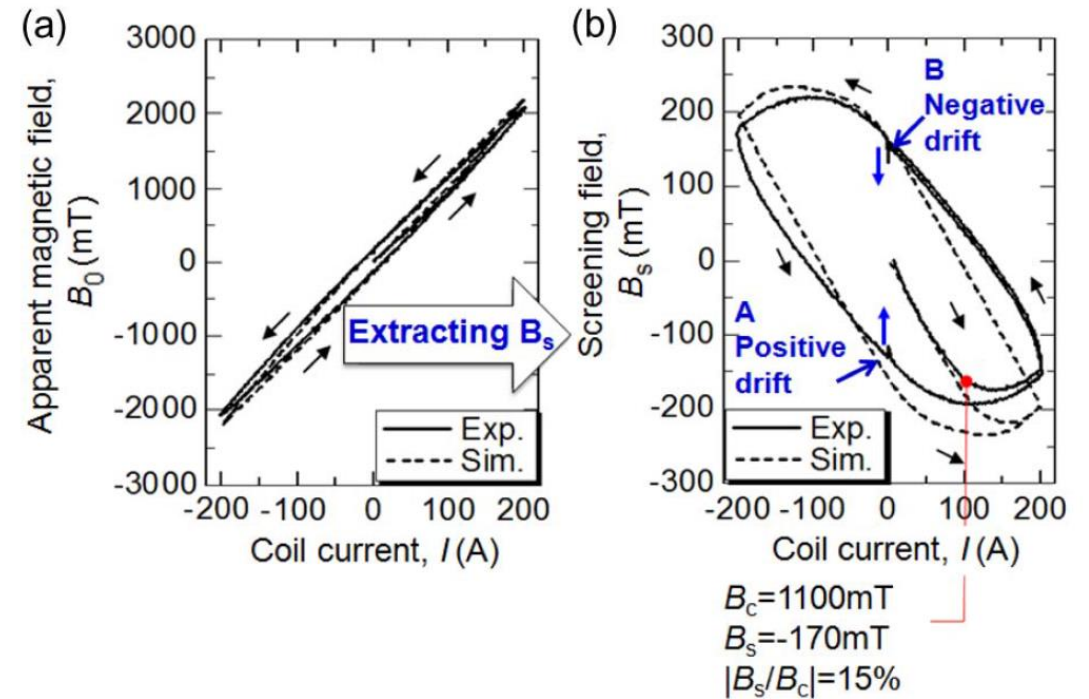 (a)
Apparent magnetic field,
B₀ (mT)
3000
2000
1000
0
-1000
-2000
-3000
-200 -100 0 100 200
Coil current, I (A)
Exp.
Sim.
Extracting Bₛ
(b)
Screening field,
Bₛ (mT)
300
200
100
0
-100
-200
-300
-200 -100 0 100 200
Coil current, I (A)
B
Negative
drift
A
Positive
drift
Exp.
Sim.
B_c=1100mT
Bₛ=-170mT
|Bₛ/B_c|=15%